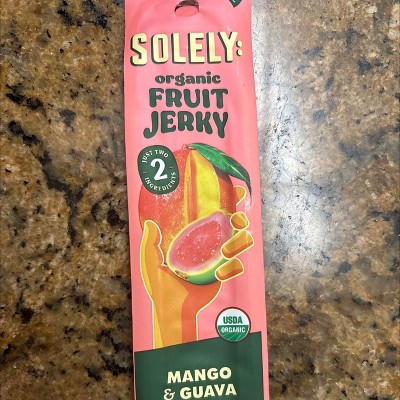 SOLELY:
organic
FRUIT
JERKY
JUST TWO
2
INGREDIENTS
USDA
ORGANIC
MANGO
& GUAVA